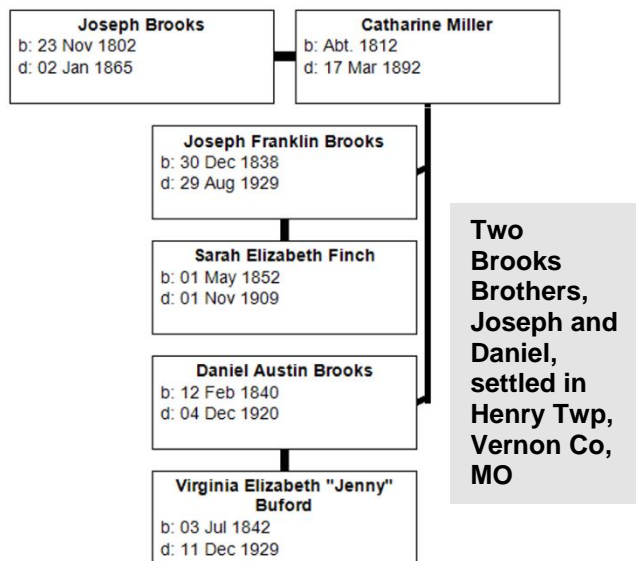 Joseph Brooks
b: 23 Nov 1802
d: 02 Jan 1865
Catharine Miller
b: Abt. 1812
d: 17 Mar 1892
Joseph Franklin Brooks
b: 30 Dec 1838
d: 29 Aug 1929
Sarah Elizabeth Finch
b: 01 May 1852
d: 01 Nov 1909
Daniel Austin Brooks
b: 12 Feb 1840
d: 04 Dec 1920
Virginia Elizabeth "Jenny"
Buford
b: 03 Jul 1842
d: 11 Dec 1929
Two
Brooks
Brothers,
Joseph and
Daniel,
settled in
Henry Twp,
Vernon Co,
MO